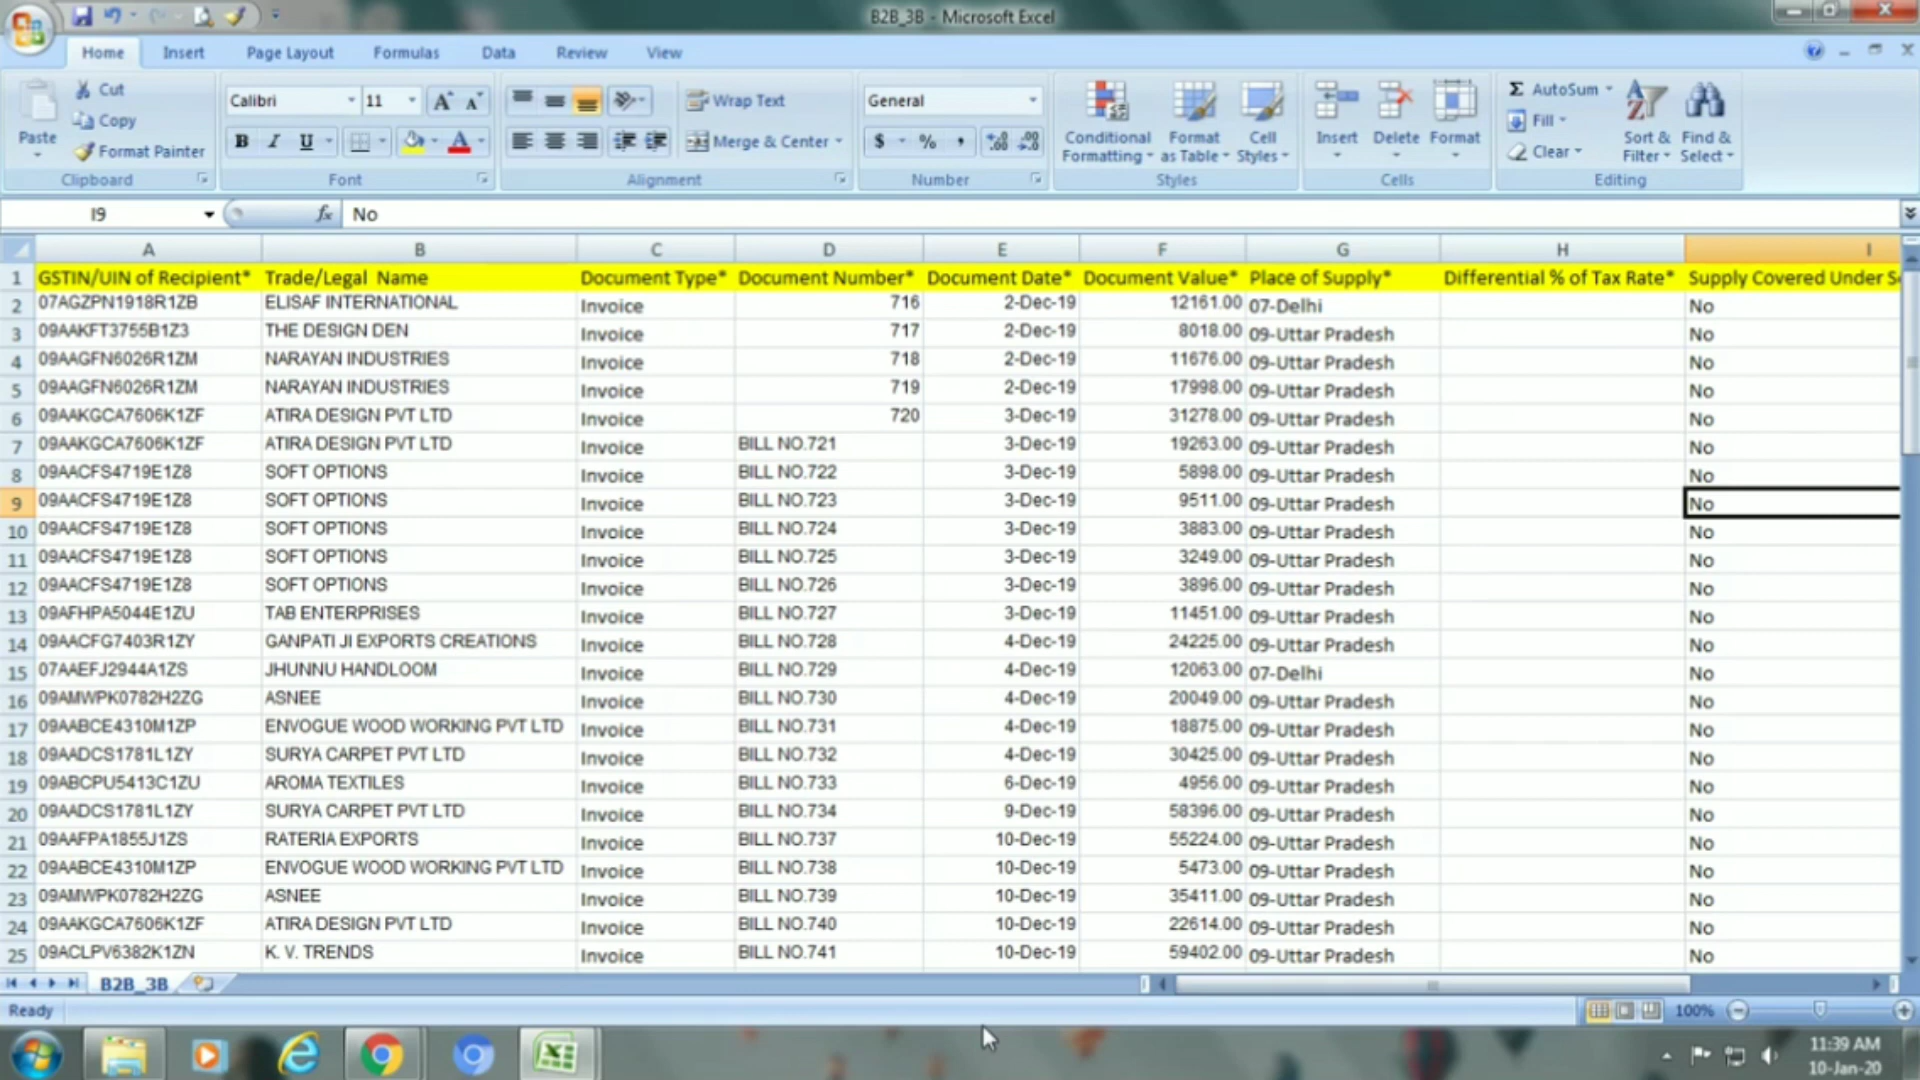 B2B_3B - Microsoft Excel
Home Insert Page Layout Formulas Data Review View
Paste Cut Copy Format Painter Clipboard
Calibri 11 A A B I U A Font
Wrap Text Merge & Center Alignment
General $ % , Number
Conditional Formatting Format as Table Cell Styles Styles
Insert Delete Format Cells
Σ AutoSum Fill Clear Sort & Filter Find & Select Editing
I9 fx No
A B C D E F G H I
1 GSTIN/UIN of Recipient* Trade/Legal Name Document Type* Document Number* Document Date* Document Value* Place of Supply* Differential % of Tax Rate* Supply Covered Under
2 07AGZPN1918R1ZB ELISAF INTERNATIONAL Invoice 716 2-Dec-19 12161.00 07-Delhi No
3 09AAKFT3755B1Z3 THE DESIGN DEN Invoice 717 2-Dec-19 8018.00 09-Uttar Pradesh No
4 09AAGFN6026R1ZM NARAYAN INDUSTRIES Invoice 718 2-Dec-19 11676.00 09-Uttar Pradesh No
5 09AAGFN6026R1ZM NARAYAN INDUSTRIES Invoice 719 2-Dec-19 17998.00 09-Uttar Pradesh No
6 09AAKGCA7606K1ZF ATIRA DESIGN PVT LTD Invoice 720 3-Dec-19 31278.00 09-Uttar Pradesh No
7 09AAKGCA7606K1ZF ATIRA DESIGN PVT LTD Invoice BILL NO.721 3-Dec-19 19263.00 09-Uttar Pradesh No
8 09AACFS4719E1Z8 SOFT OPTIONS Invoice BILL NO.722 3-Dec-19 5898.00 09-Uttar Pradesh No
9 09AACFS4719E1Z8 SOFT OPTIONS Invoice BILL NO.723 3-Dec-19 9511.00 09-Uttar Pradesh No
10 09AACFS4719E1Z8 SOFT OPTIONS Invoice BILL NO.724 3-Dec-19 3883.00 09-Uttar Pradesh No
11 09AACFS4719E1Z8 SOFT OPTIONS Invoice BILL NO.725 3-Dec-19 3249.00 09-Uttar Pradesh No
12 09AACFS4719E1Z8 SOFT OPTIONS Invoice BILL NO.726 3-Dec-19 3896.00 09-Uttar Pradesh No
13 09AFHPA5044E1ZU TAB ENTERPRISES Invoice BILL NO.727 3-Dec-19 11451.00 09-Uttar Pradesh No
14 09AACFG7403R1ZY GANPATI JI EXPORTS CREATIONS Invoice BILL NO.728 4-Dec-19 24225.00 09-Uttar Pradesh No
15 07AAEFJ2944A1ZS JHUNNU HANDLOOM Invoice BILL NO.729 4-Dec-19 12063.00 07-Delhi No
16 09AMWPK0782H2ZG ASNEE Invoice BILL NO.730 4-Dec-19 20049.00 09-Uttar Pradesh No
17 09AABCE4310M1ZP ENVOGUE WOOD WORKING PVT LTD Invoice BILL NO.731 4-Dec-19 18875.00 09-Uttar Pradesh No
18 09AADCS1781L1ZY SURYA CARPET PVT LTD Invoice BILL NO.732 4-Dec-19 30425.00 09-Uttar Pradesh No
19 09ABCPU5413C1ZU AROMA TEXTILES Invoice BILL NO.733 6-Dec-19 4956.00 09-Uttar Pradesh No
20 09AADCS1781L1ZY SURYA CARPET PVT LTD Invoice BILL NO.734 9-Dec-19 58396.00 09-Uttar Pradesh No
21 09AAFPA1855J1ZS RATERIA EXPORTS Invoice BILL NO.737 10-Dec-19 55224.00 09-Uttar Pradesh No
22 09AABCE4310M1ZP ENVOGUE WOOD WORKING PVT LTD Invoice BILL NO.738 10-Dec-19 5473.00 09-Uttar Pradesh No
23 09AMWPK0782H2ZG ASNEE Invoice BILL NO.739 10-Dec-19 35411.00 09-Uttar Pradesh No
24 09AAKGCA7606K1ZF ATIRA DESIGN PVT LTD Invoice BILL NO.740 10-Dec-19 22614.00 09-Uttar Pradesh No
25 09ACLPV6382K1ZN K. V. TRENDS Invoice BILL NO.741 10-Dec-19 59402.00 09-Uttar Pradesh No
B2B_3B
Ready 100%
11:39 AM
10-Jan-20